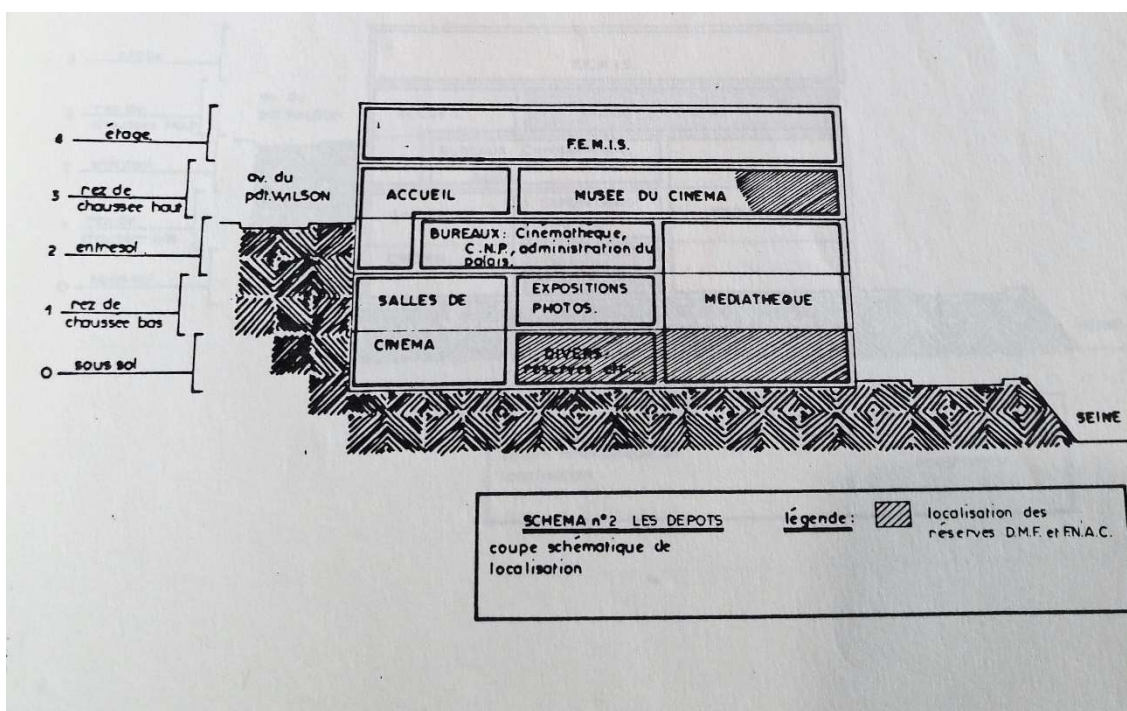 4 étage
F.E.M.I.S.
3 rez de
chaussee haut
av. du
pdt. WILSON
ACCUEIL
MUSEE DU CINEMA
2 entresol
BUREAUX: Cinémathèque,
C.N.P., administration du
palais.
1 rez de
chaussee bas
SALLES DE
CINEMA
EXPOSITIONS
PHOTOS.
MEDIATHEQUE
0 sous sol
DIVERS:
réserves etc...
SEINE
SCHEMA n°2 LES DEPOTS
coupe schématique de
localisation
légende:
localisation des
réserves D.M.F. et F.N.A.C.